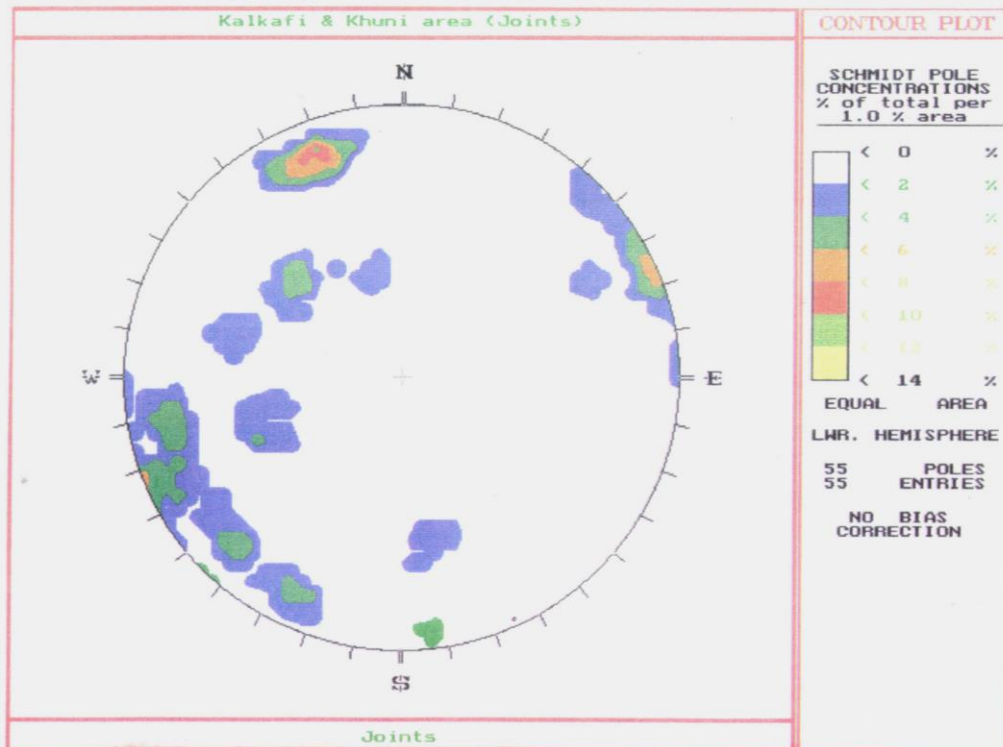 Kalkafi & Khuni area (Joints)
CONTOUR PLOT
N
W
E
S
SCHMIDT POLE
CONCENTRATIONS
% of total per
1.0 % area
< 0 %
< 2 %
< 4 %
< 6 %
< 8 %
< 10 %
< 12 %
< 14 %
EQUAL AREA
LWR. HEMISPHERE
55 POLES
55 ENTRIES
NO BIAS
CORRECTION
Joints